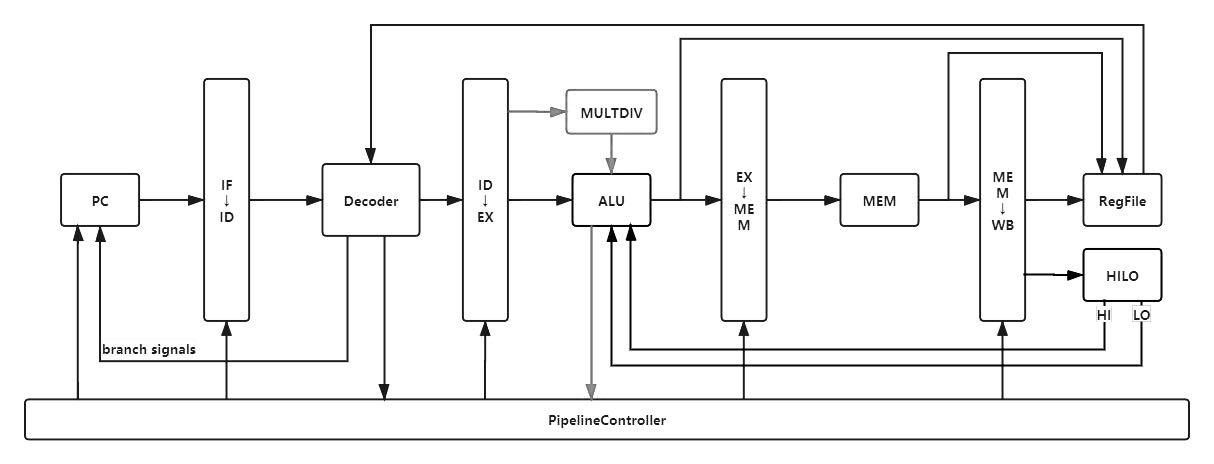 MULTDIV
PC
IF
↓
ID
Decoder
ID
↓
EX
ALU
EX
↓
ME
M
MEM
ME
M
↓
WB
RegFile
HILO
HI
LO
branch signals
PipelineController